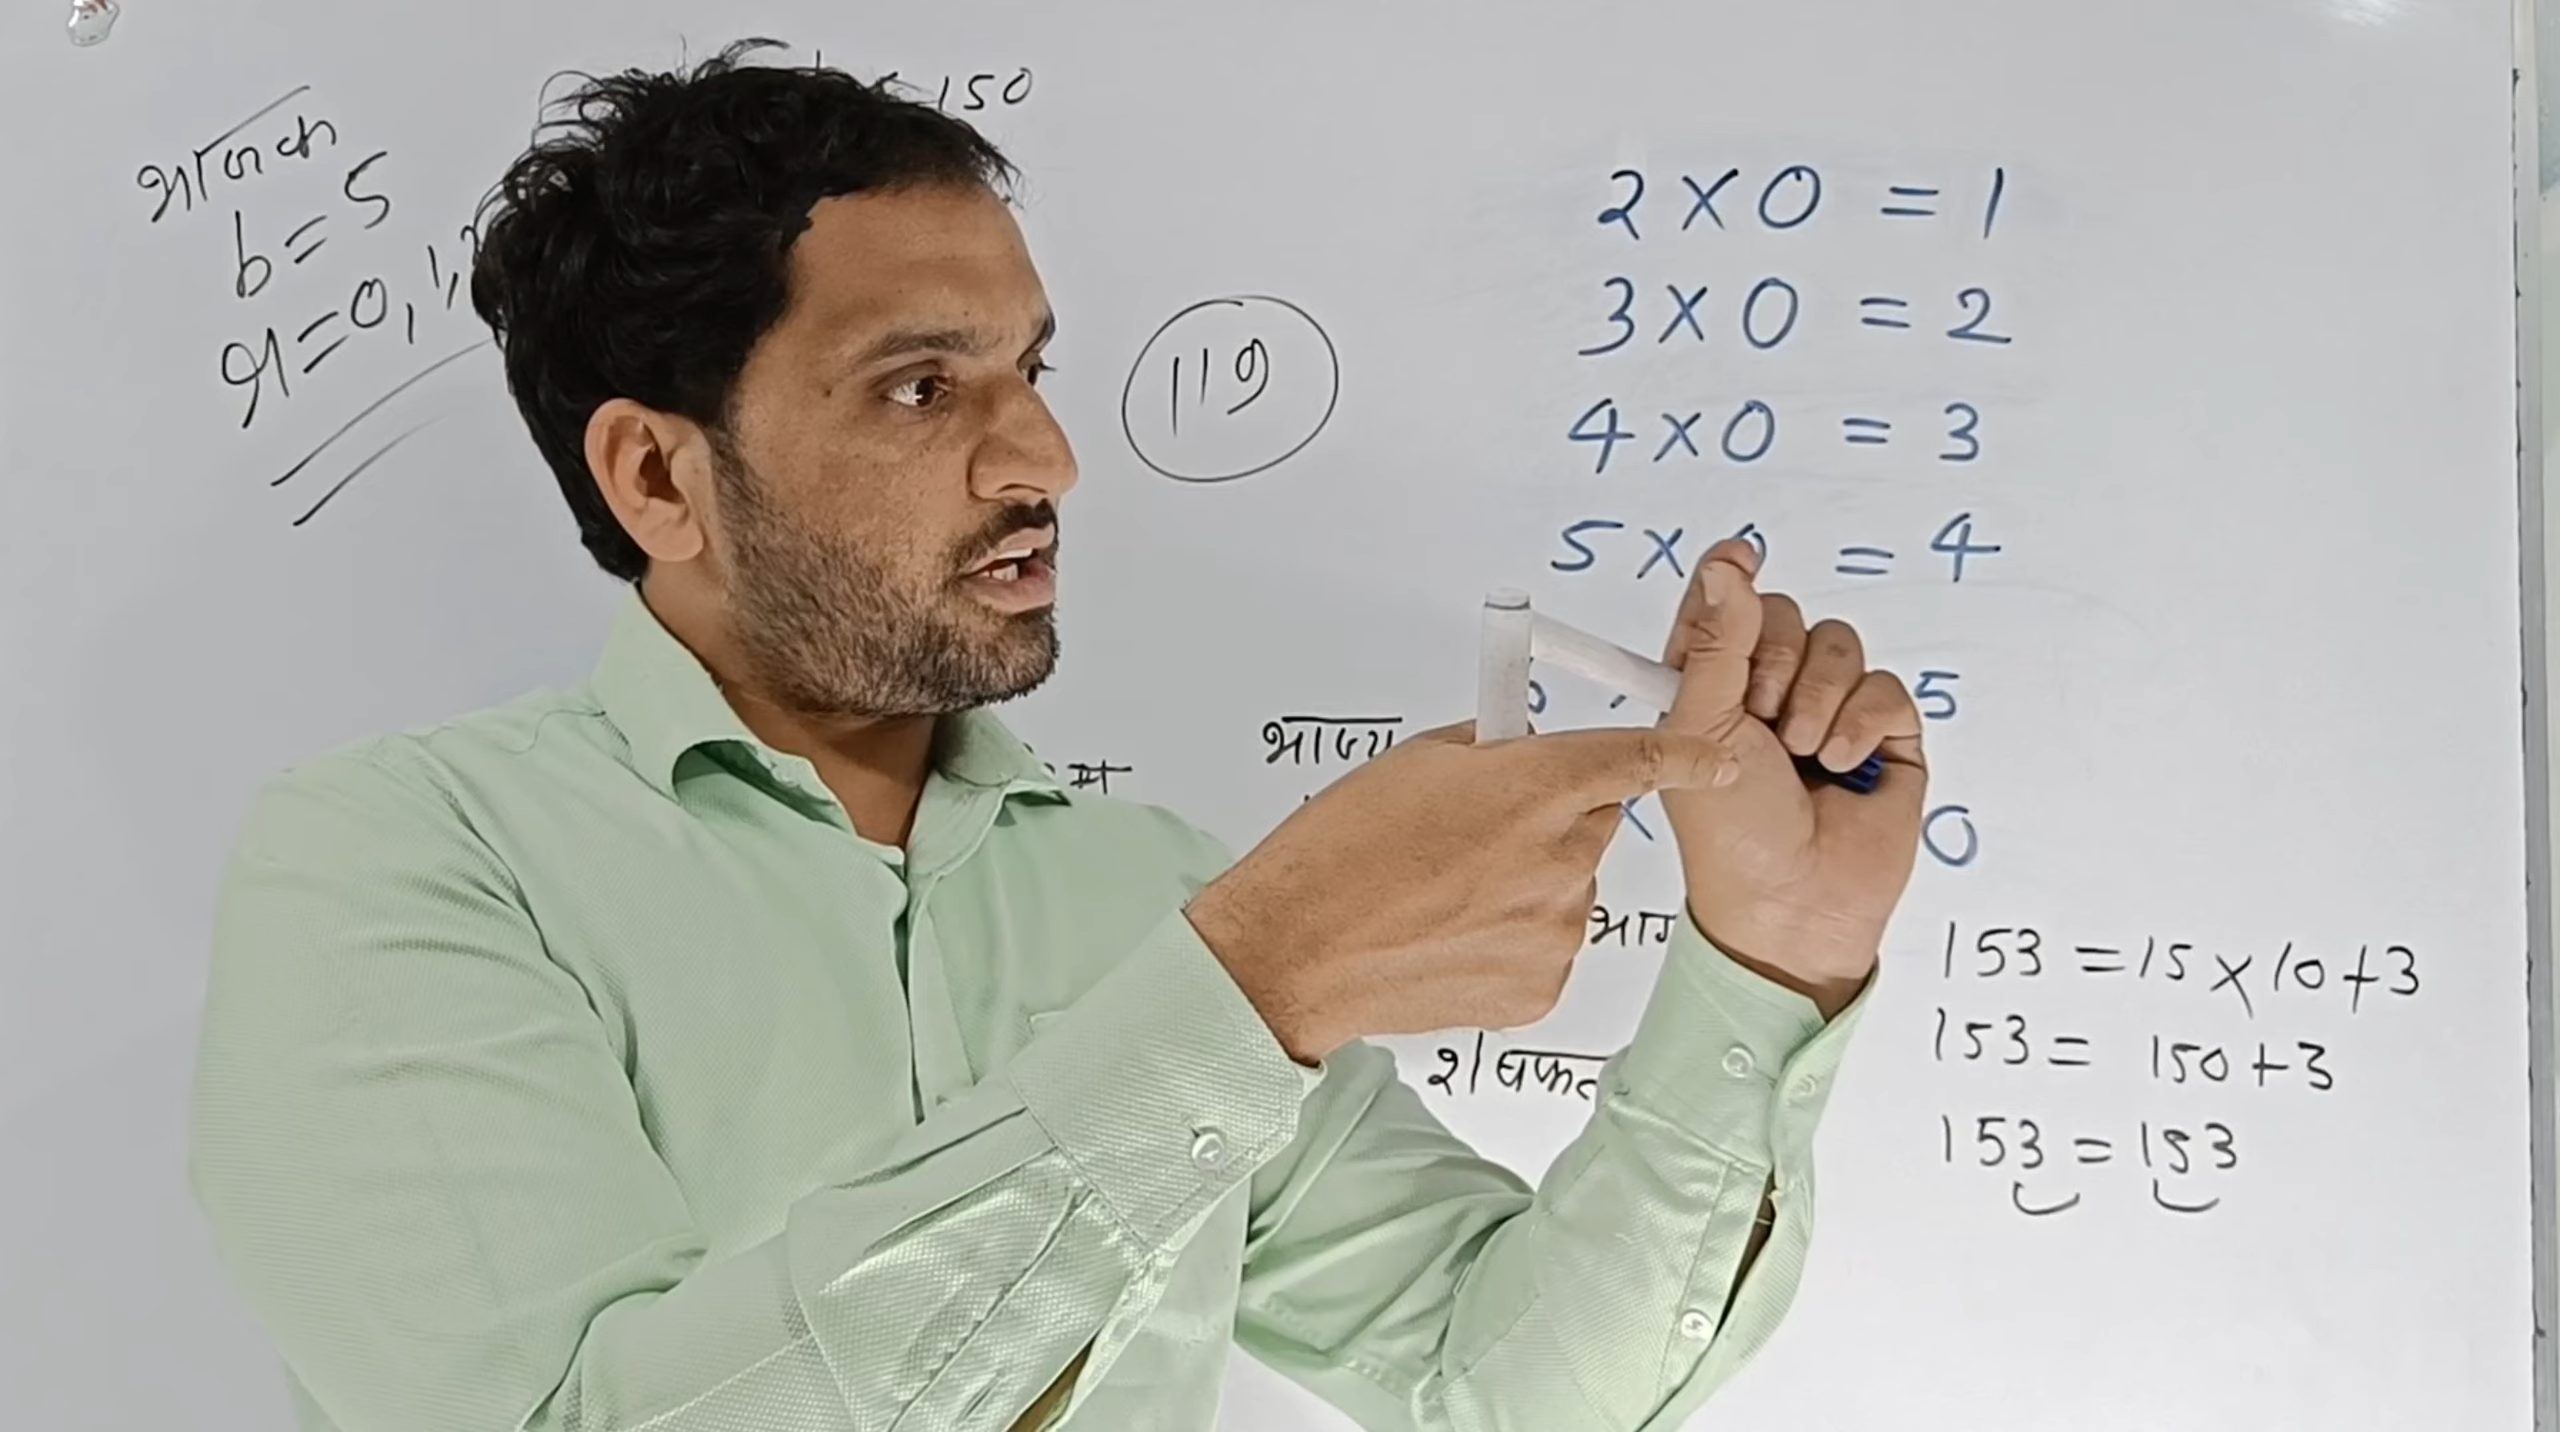 भाजक
b = 5
r = 0, 1,
150
119
2 × 0 = 1
3 × 0 = 2
4 × 0 = 3
5 × 0 = 4
5
भाज्य
0
153 = 15 × 10 + 3
153 = 150 + 3
153 = 153